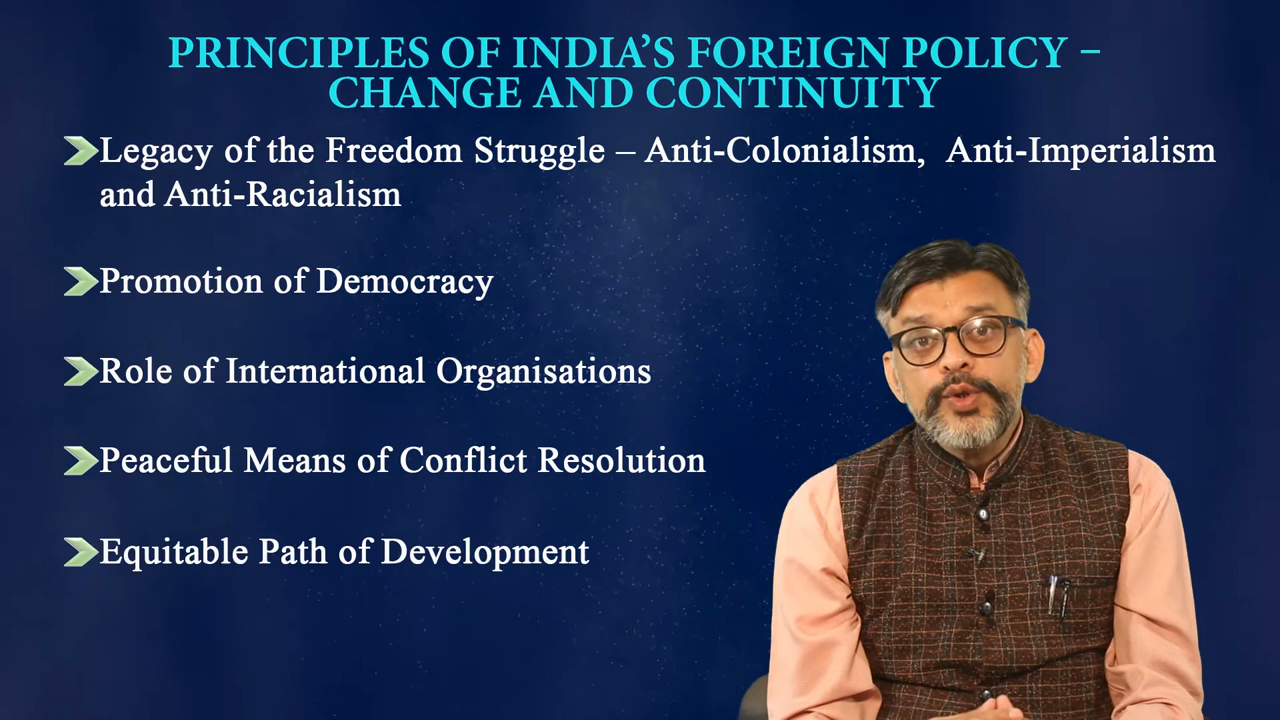 PRINCIPLES OF INDIA’S FOREIGN POLICY –
CHANGE AND CONTINUITY
Legacy of the Freedom Struggle – Anti-Colonialism, Anti-Imperialism
and Anti-Racialism
Promotion of Democracy
Role of International Organisations
Peaceful Means of Conflict Resolution
Equitable Path of Development